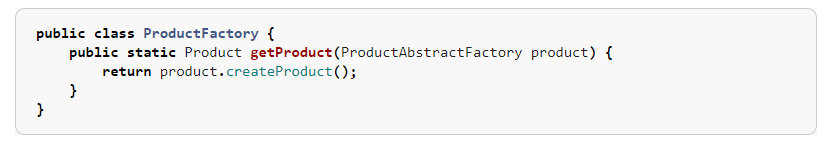 public class ProductFactory {
    public static Product getProduct(ProductAbstractFactory product) {
        return product.createProduct();
    }
}